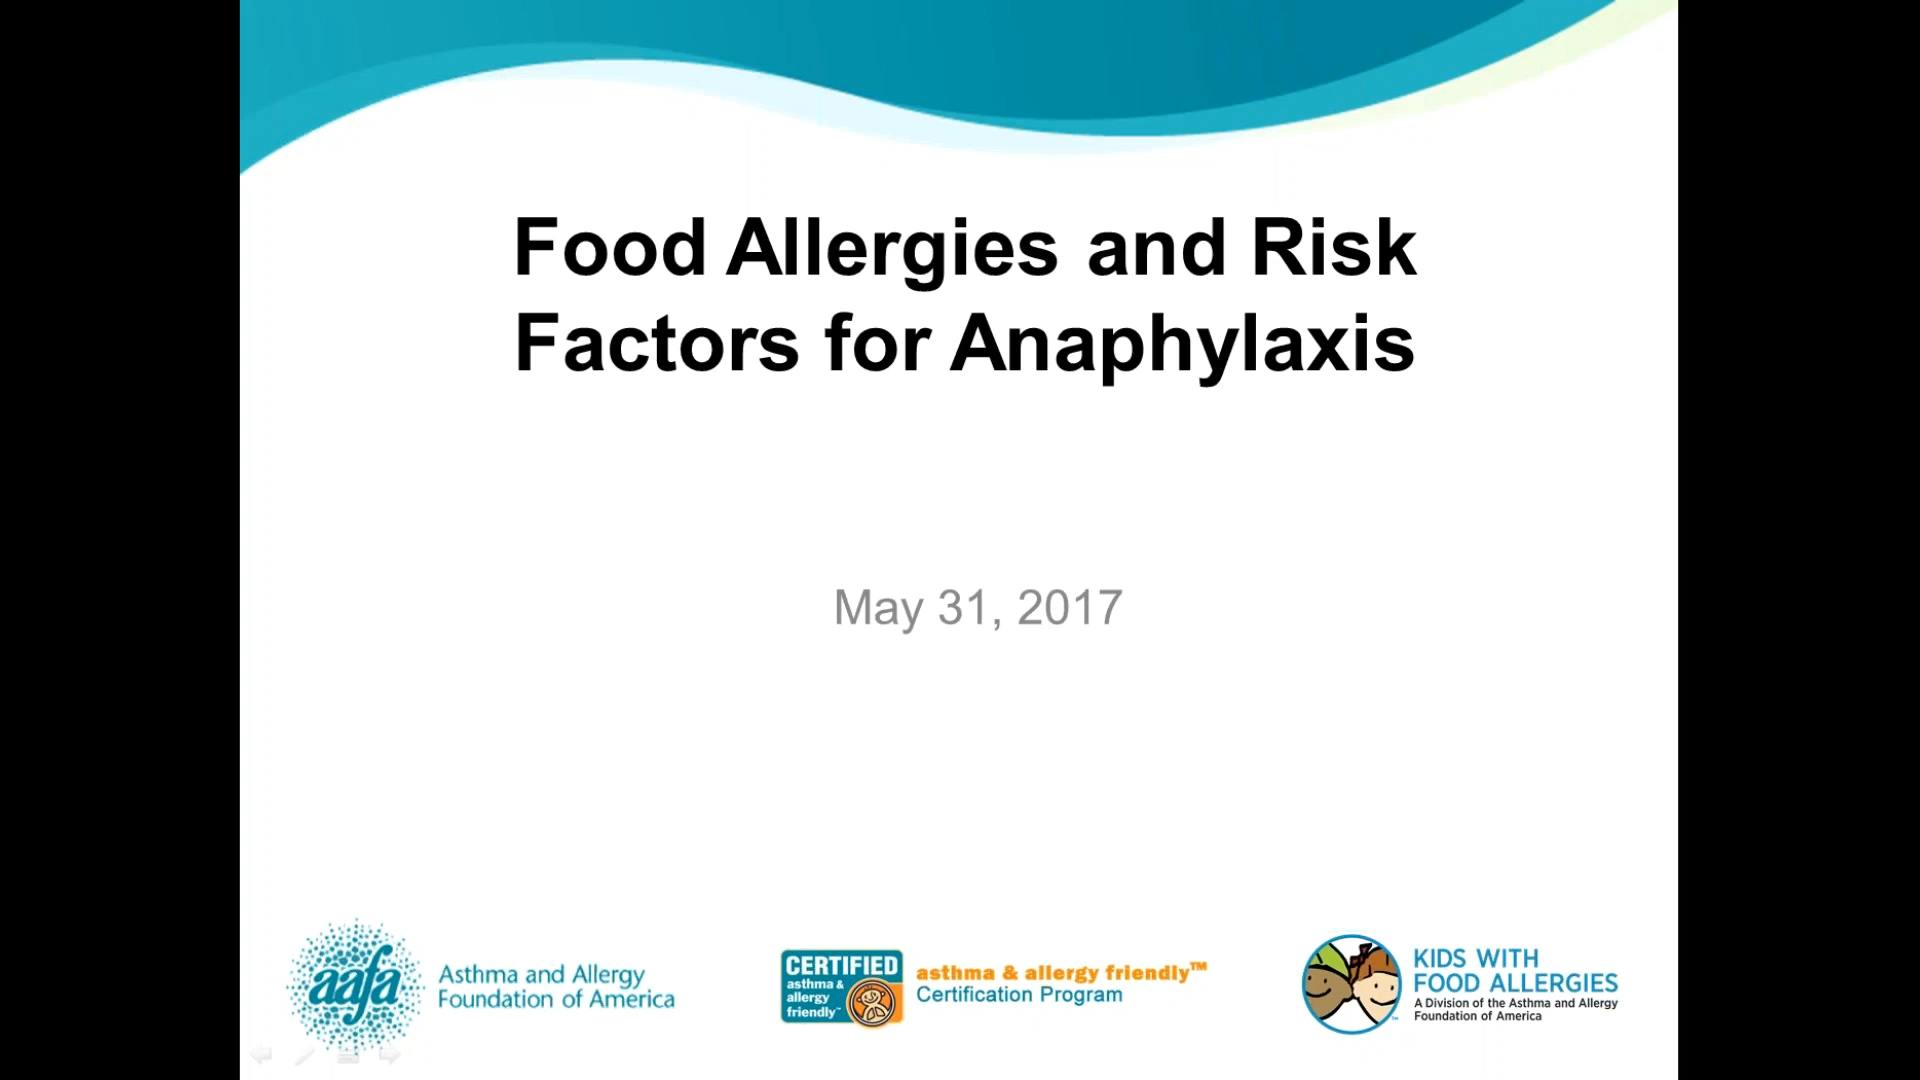 Food Allergies and Risk
Factors for Anaphylaxis
May 31, 2017
aafa
Asthma and Allergy
Foundation of America
CERTIFIED
asthma &
allergy
friendly™
asthma & allergy friendly™
Certification Program
KIDS WITH
FOOD ALLERGIES
A Division of the Asthma and Allergy
Foundation of America